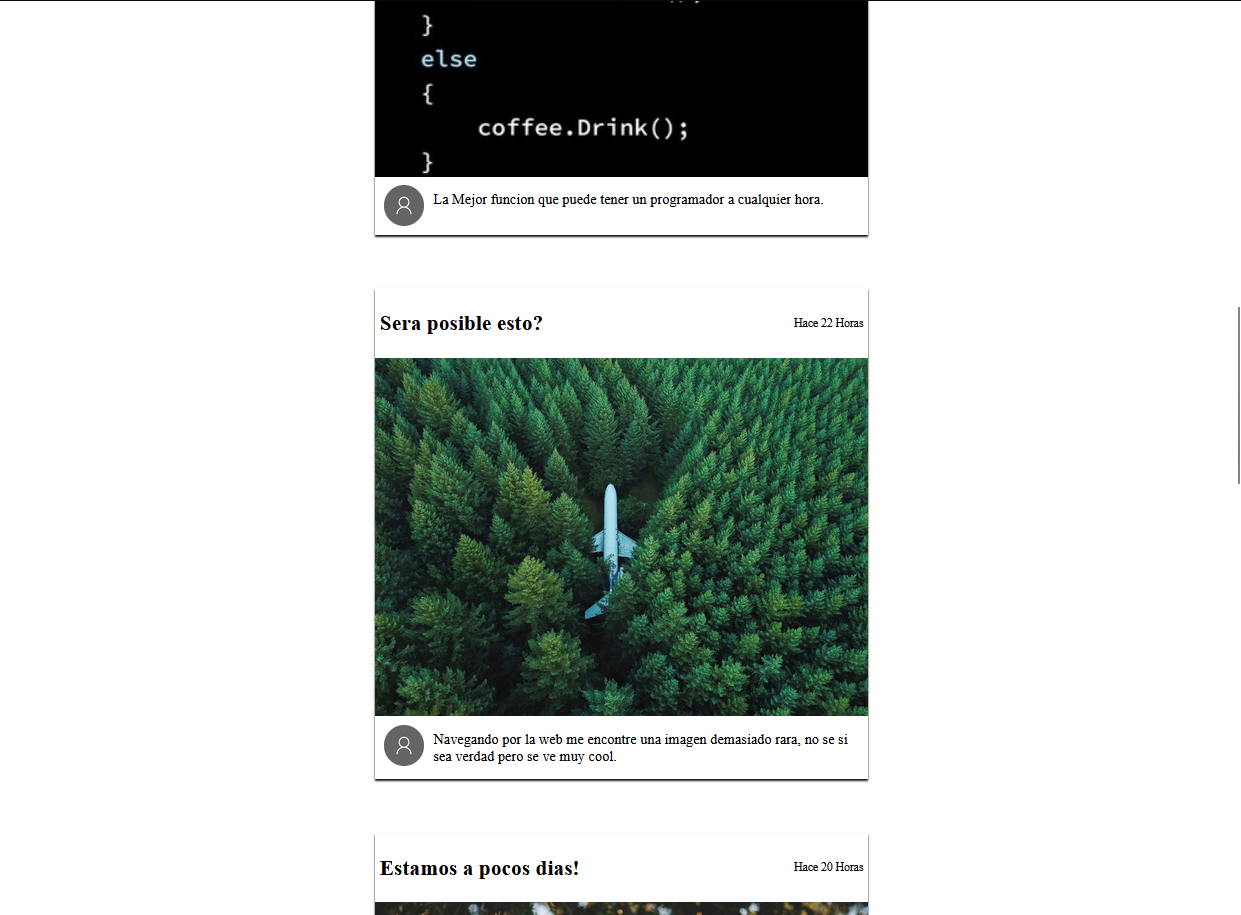 }
else
{
coffee.Drink();
}
La Mejor funcion que puede tener un programador a cualquier hora.
Sera posible esto?
Hace 22 Horas
Navegando por la web me encontre una imagen demasiado rara, no se si
sea verdad pero se ve muy cool.
Estamos a pocos dias!
Hace 20 Horas